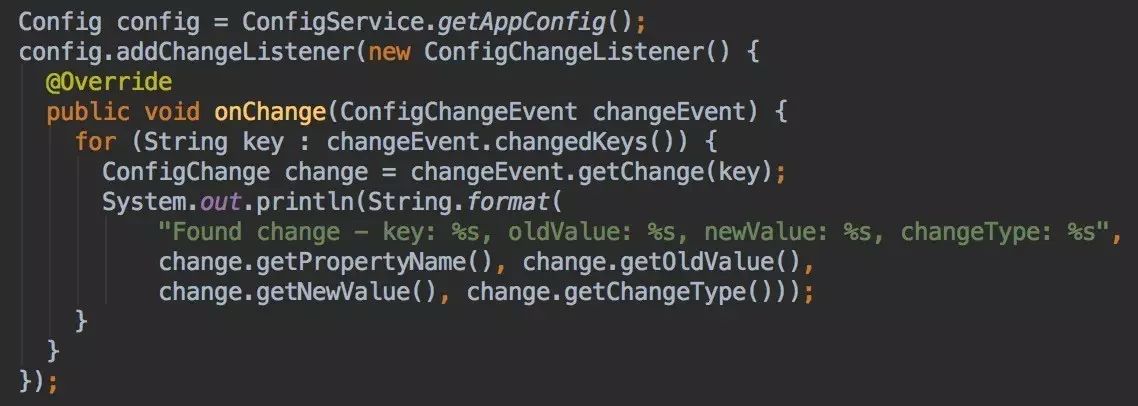 Config config = ConfigService.getAppConfig();
config.addChangeListener(new ConfigChangeListener() {
@Override
public void onChange(ConfigChangeEvent changeEvent) {
for (String key : changeEvent.changedKeys()) {
ConfigChange change = changeEvent.getChange(key);
System.out.println(String.format(
"Found change – key: %s, oldValue: %s, newValue: %s, changeType: %s",
change.getPropertyName(), change.getOldValue(),
change.getNewValue(), change.getChangeType()));
}
}
});